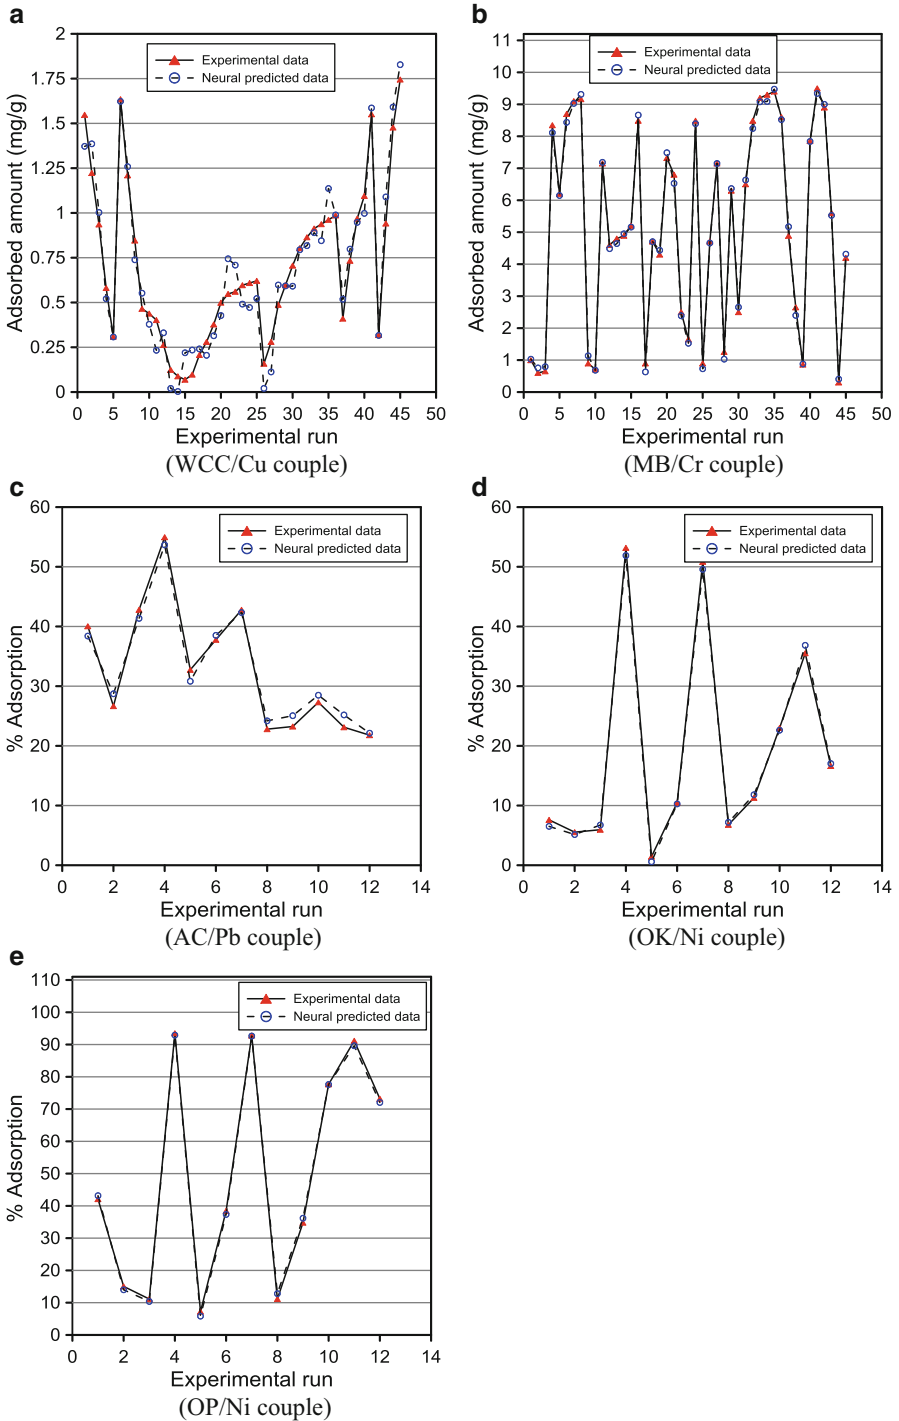 a
2
1.75
1.5
1.25
1
0.75
0.5
0.25
0
Adsorbed amount (mg/g)
Experimental data
Neural predicted data
0 5 10 15 20 25 30 35 40 45 50
Experimental run
(WCC/Cu couple)
b
11
10
9
8
7
6
5
4
3
2
1
0
Adsorbed amount (mg/g)
Experimental data
Neural predicted data
0 5 10 15 20 25 30 35 40 45 50
Experimental run
(MB/Cr couple)
c
60
50
40
30
20
10
0
% Adsorption
Experimental data
Neural predicted data
0 2 4 6 8 10 12 14
Experimental run
(AC/Pb couple)
d
60
50
40
30
20
10
0
% Adsorption
Experimental data
Neural predicted data
0 2 4 6 8 10 12 14
Experimental run
(OK/Ni couple)
e
110
100
90
80
70
60
50
40
30
20
10
0
% Adsorption
Experimental data
Neural predicted data
0 2 4 6 8 10 12 14
Experimental run
(OP/Ni couple)